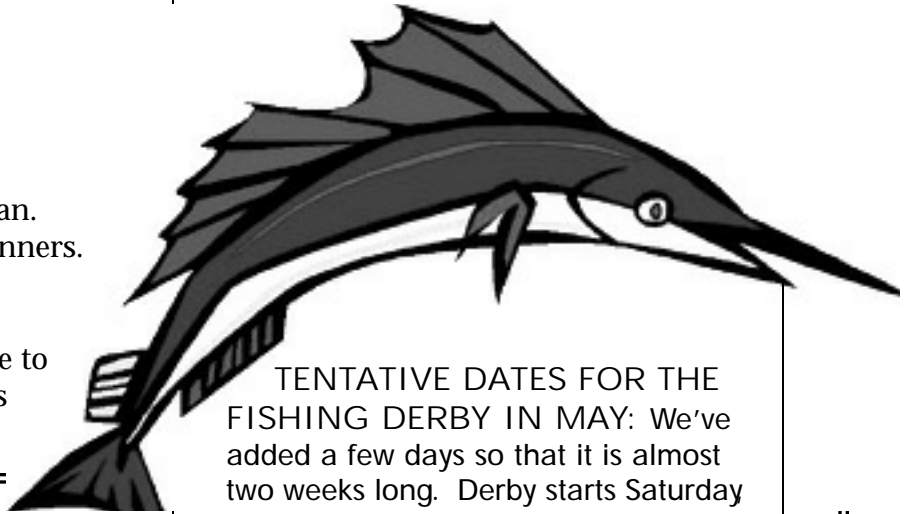 an.
nners.
e to
s
TENTATIVE DATES FOR THE
FISHING DERBY IN MAY: We've
added a few days so that it is almost
two weeks long. Derby starts Saturday,